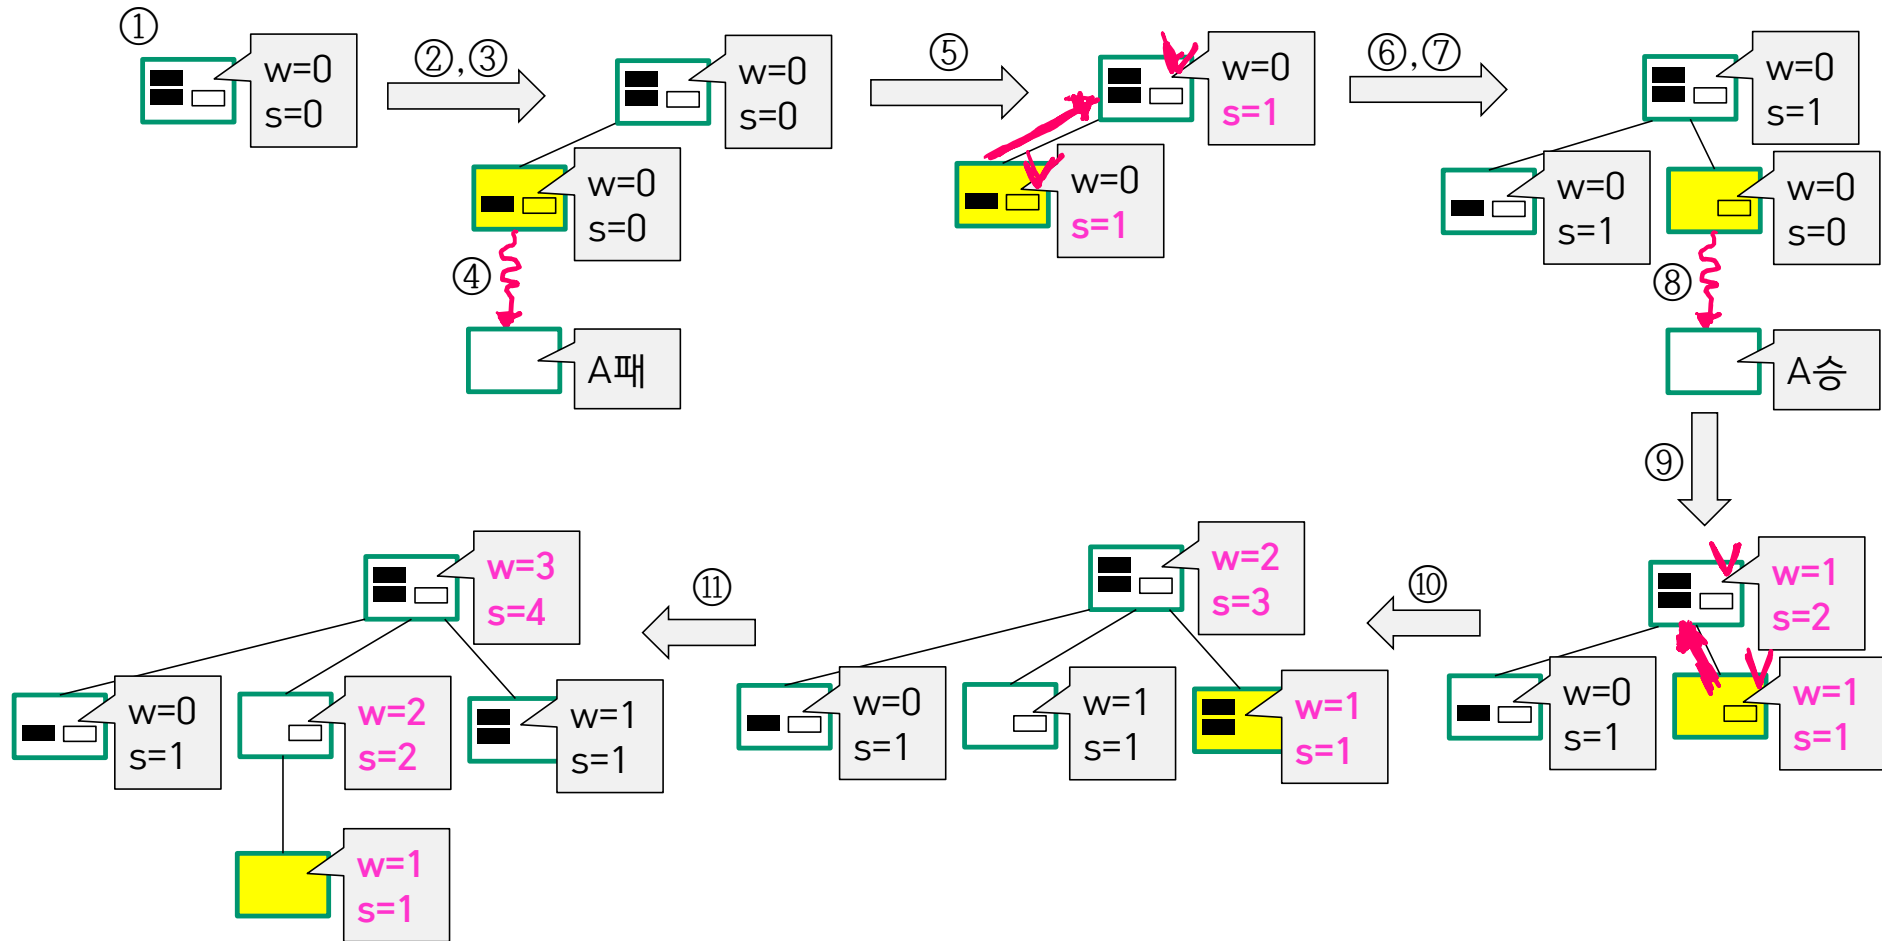 ①
w=0
s=0
②,③
w=0
s=0
w=0
s=0
④
A패
⑤
w=0
s=1
w=0
s=1
⑥,⑦
w=0
s=1
w=0
s=1
w=0
s=0
⑧
A승
⑨
w=1
s=2
w=0
s=1
w=1
s=1
⑩
w=2
s=3
w=0
s=1
w=1
s=1
w=1
s=1
⑪
w=3
s=4
w=0
s=1
w=2
s=2
w=1
s=1
w=1
s=1